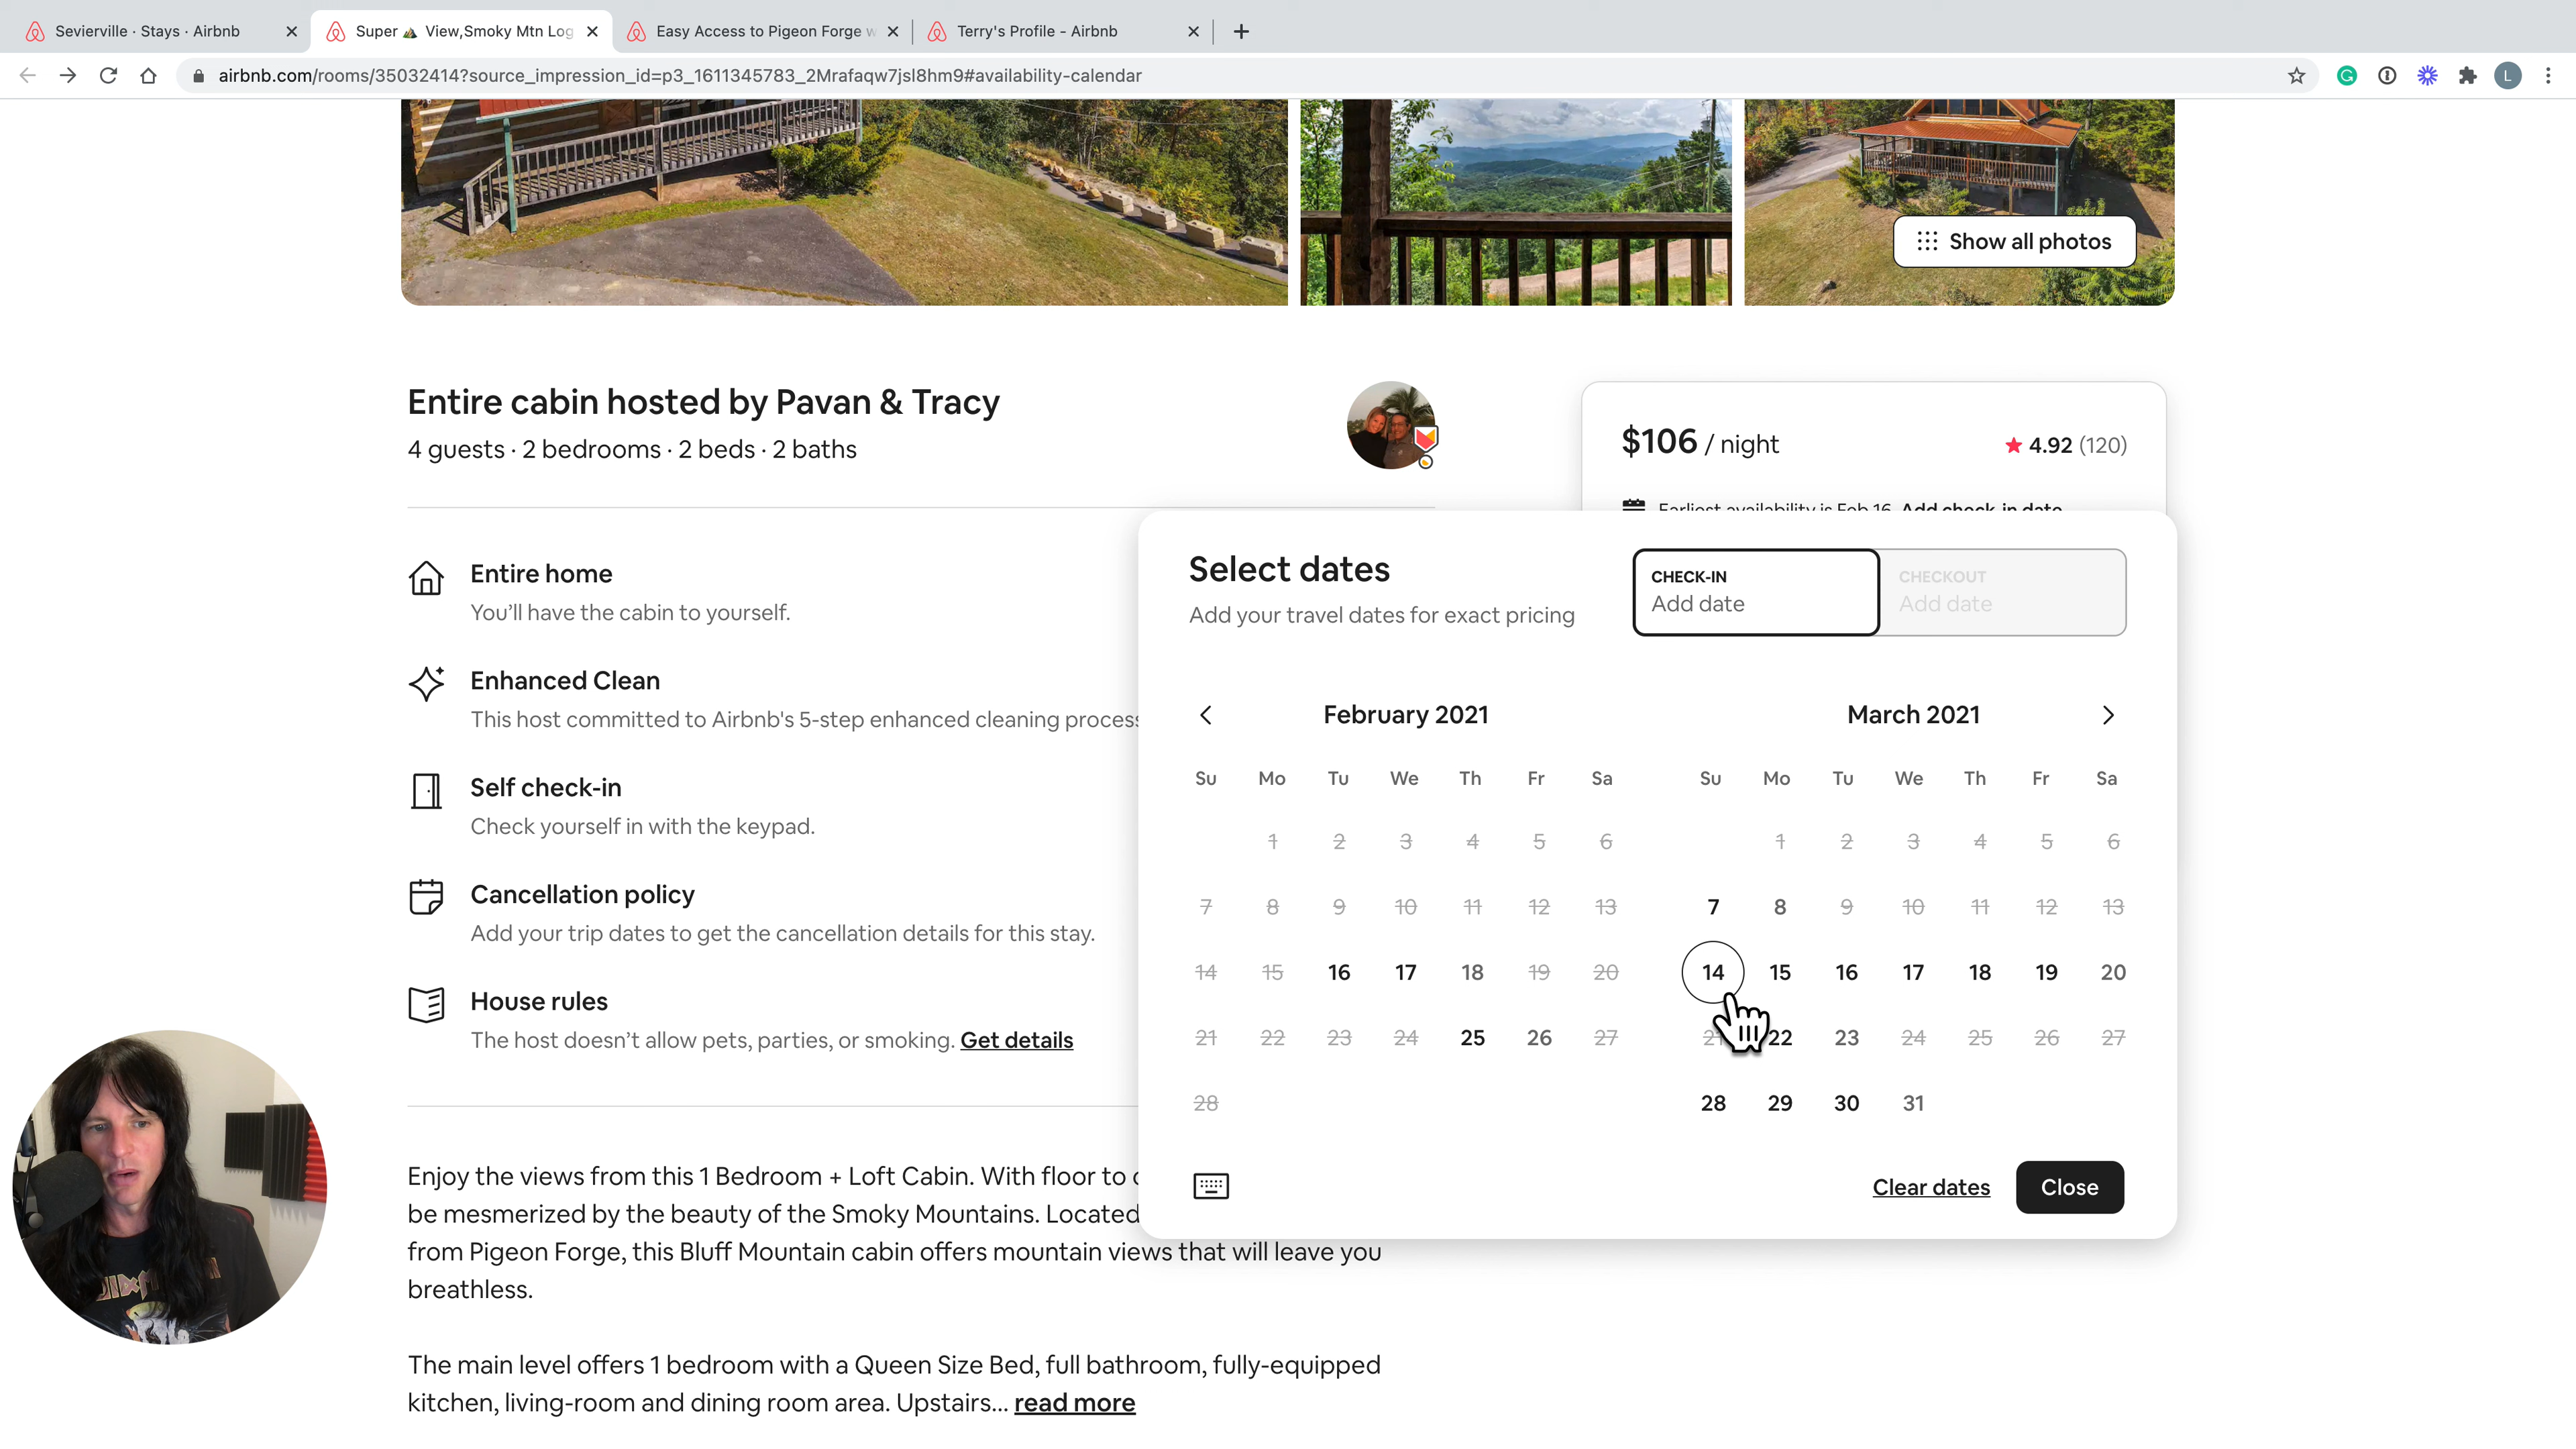 Sevierville · Stays · Airbnb
Super View,Smoky Mtn Log
Easy Access to Pigeon Forge w
Terry's Profile - Airbnb
airbnb.com/rooms/35032414?source_impression_id=p3_1611345783_2Mrafaqw7jsl8hm9#availability-calendar
L
Show all photos
Entire cabin hosted by Pavan & Tracy
4 guests · 2 bedrooms · 2 beds · 2 baths
$106 / night
4.92 (120)
Earliest availability is Feb 16. Add check-in date
Entire home
You'll have the cabin to yourself.
Enhanced Clean
This host committed to Airbnb's 5-step enhanced cleaning process
Self check-in
Check yourself in with the keypad.
Cancellation policy
Add your trip dates to get the cancellation details for this stay.
House rules
The host doesn't allow pets, parties, or smoking. Get details
Select dates
Add your travel dates for exact pricing
CHECK-IN
Add date
CHECKOUT
Add date
February 2021
Su Mo Tu We Th Fr Sa
1 2 3 4 5 6
7 8 9 10 11 12 13
14 15 16 17 18 19 20
21 22 23 24 25 26 27
28
March 2021
Su Mo Tu We Th Fr Sa
1 2 3 4 5 6
7 8 9 10 11 12 13
14 15 16 17 18 19 20
22 23 24 25 26 27
28 29 30 31
Clear dates
Close
Enjoy the views from this 1 Bedroom + Loft Cabin. With floor to
be mesmerized by the beauty of the Smoky Mountains. Located
from Pigeon Forge, this Bluff Mountain cabin offers mountain views that will leave you
breathless.
The main level offers 1 bedroom with a Queen Size Bed, full bathroom, fully-equipped
kitchen, living-room and dining room area. Upstairs... read more